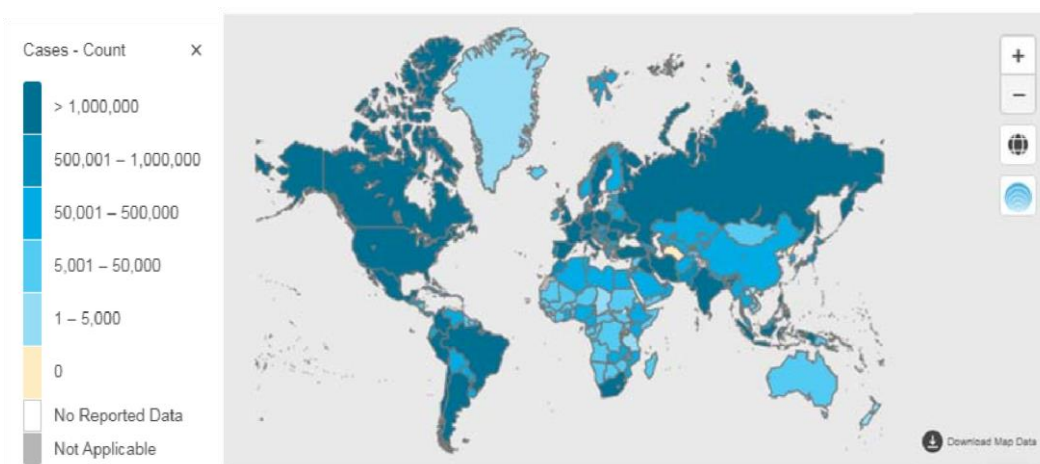 Cases - Count ×
> 1,000,000
500,001 – 1,000,000
50,001 – 500,000
5,001 – 50,000
1 – 5,000
0
No Reported Data
Not Applicable
+
−
Download Map Data